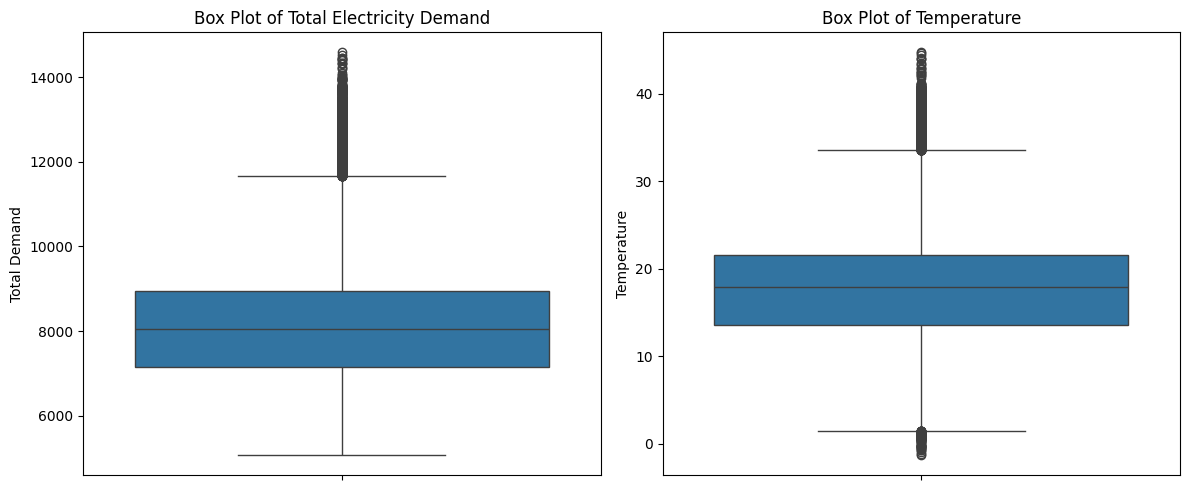 Box Plot of Total Electricity Demand
Total Demand
14000
12000
10000
8000
6000
Box Plot of Temperature
Temperature
40
30
20
10
0